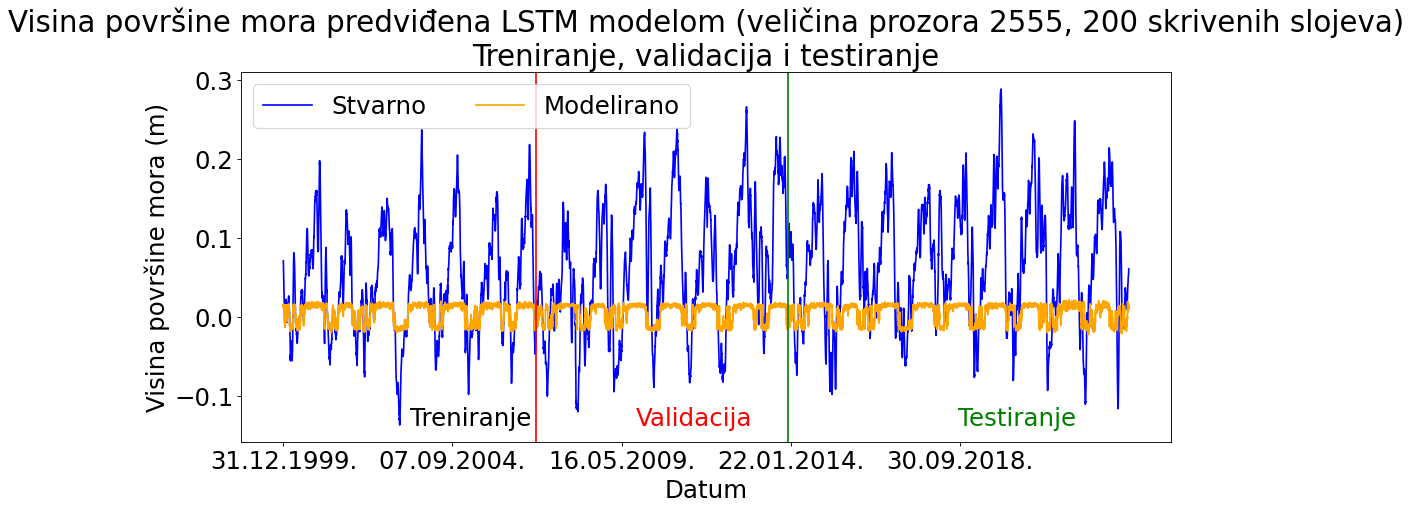 Visina površine mora predviđena LSTM modelom (veličina prozora 2555, 200 skrivenih slojeva)
Treniranje, validacija i testiranje
Stvarno
Modelirano
Visina površine mora (m)
0.3
0.2
0.1
0.0
−0.1
Treniranje
Validacija
Testiranje
31.12.1999.
07.09.2004.
16.05.2009.
22.01.2014.
30.09.2018.
Datum